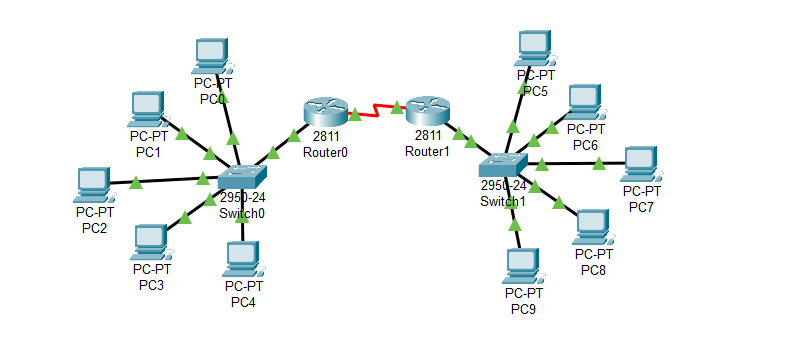 PC-PT
PC0
PC-PT
PC1
PC-PT
PC2
PC-PT
PC3
PC-PT
PC4
2950-24
Switch0
2811
Router0
2811
Router1
2950-24
Switch1
PC-PT
PC5
PC-PT
PC6
PC-PT
PC7
PC-PT
PC8
PC-PT
PC9